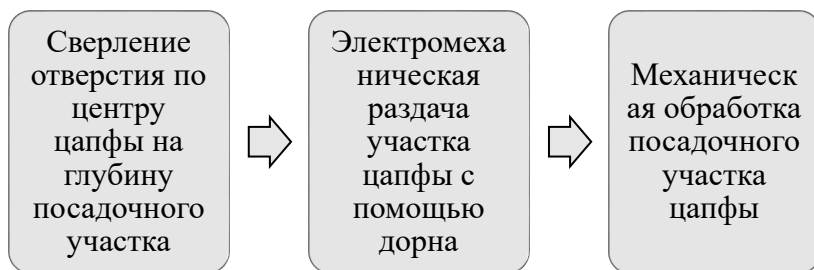 Сверление
отверстия по
центру
цапфы на
глубину
посадочного
участка
Электромеха
ническая
раздача
участка
цапфы с
помощью
дорна
Механическ
ая обработка
посадочного
участка
цапфы